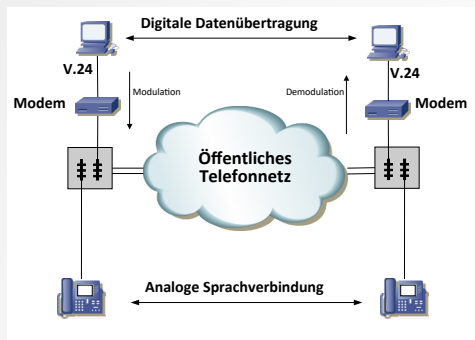 Digitale Datenübertragung
V.24
V.24
Modem
Modulation
Demodulation
Modem
Öffentliches
Telefonnetz
Analoge Sprachverbindung